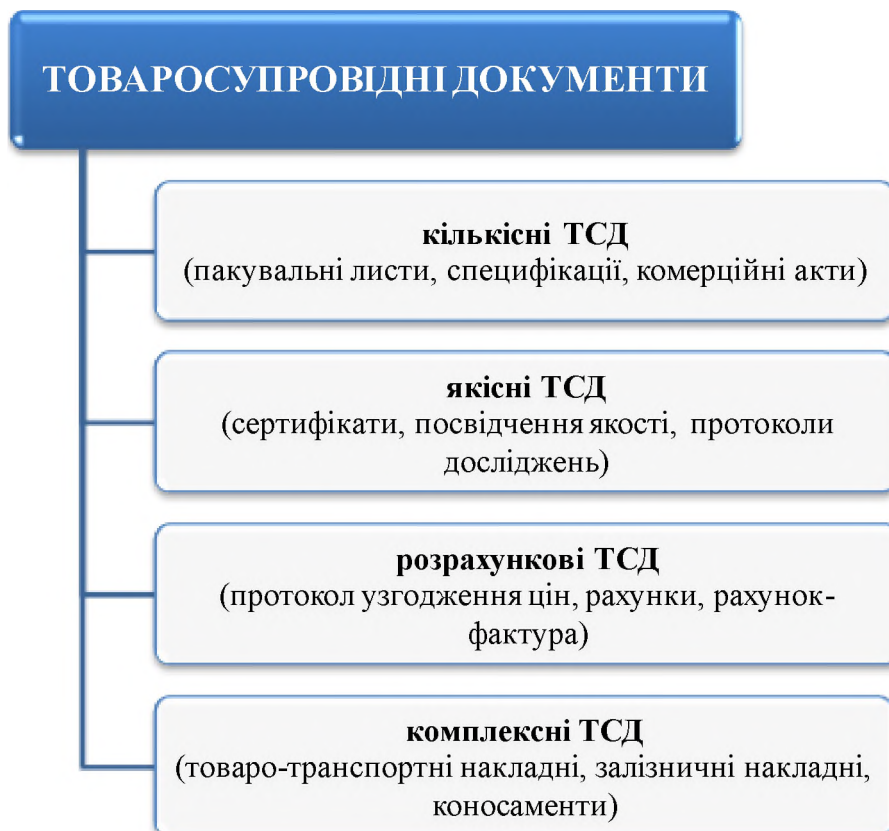 ТОВАРОСУПРОВІДНІ ДОКУМЕНТИ
кількісні ТСД
(пакувальні листи, специфікації, комерційні акти)
якісні ТСД
(сертифікати, посвідчення якості, протоколи
досліджень)
розрахункові ТСД
(протокол узгодження цін, рахунки, рахунок-
фактура)
комплексні ТСД
(товаро-транспортні накладні, залізничні накладні,
коносаменти)